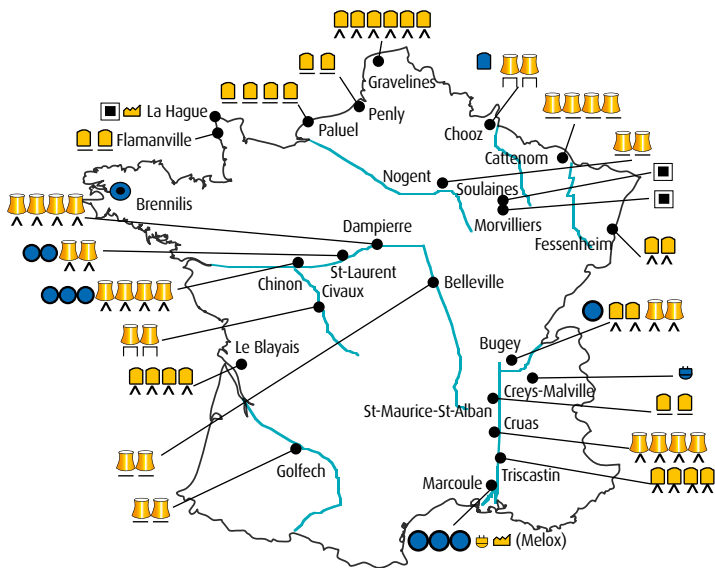 Gravelines
Penly
La Hague
Paluel
Flamanville
Chooz
Cattenom
Nogent
Soulaines
Brennilis
Morvilliers
Dampierre
Fessenheim
St-Laurent
Chinon
Belleville
Civaux
Bugey
Le Blayais
Creys-Malville
St-Maurice-St-Alban
Cruas
Golfech
Triscastin
Marcoule
(Melox)